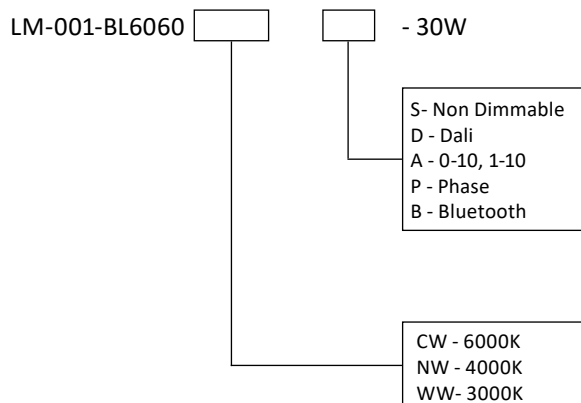 LM-001-BL6060 - 30W
S- Non Dimmable
D - Dali
A - 0-10, 1-10
P - Phase
B - Bluetooth
CW - 6000K
NW - 4000K
WW- 3000K